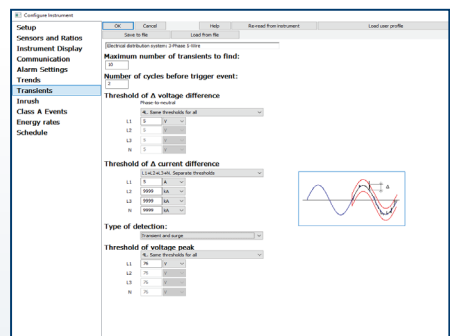 Configure Instrument
Setup
Sensors and Ratios
Instrument Display
Communication
Alarm Settings
Trends
Transients
Inrush
Class A Events
Energy rates
Schedule
OK Cancel Help Re-read from instrument Load user profile
Save to file Load from file
Electrical distribution system: 3-Phase 5-Wire
Maximum number of transients to find:
10
Number of cycles before trigger event:
2
Threshold of Δ voltage difference
Phase-to-neutral
4L. Same thresholds for all
L1 5 V
L2 5 V
L3 5 V
N 5 V
Threshold of Δ current difference
L1+L2+L3+N. Separate thresholds
L1 5 A
L2 9999 kA
L3 9999 kA
N 9999 kA
Δ
Type of detection:
Transient and surge
Threshold of voltage peak
4L. Same thresholds for all
L1 76 V
L2 76 V
L3 76 V
N 76 V